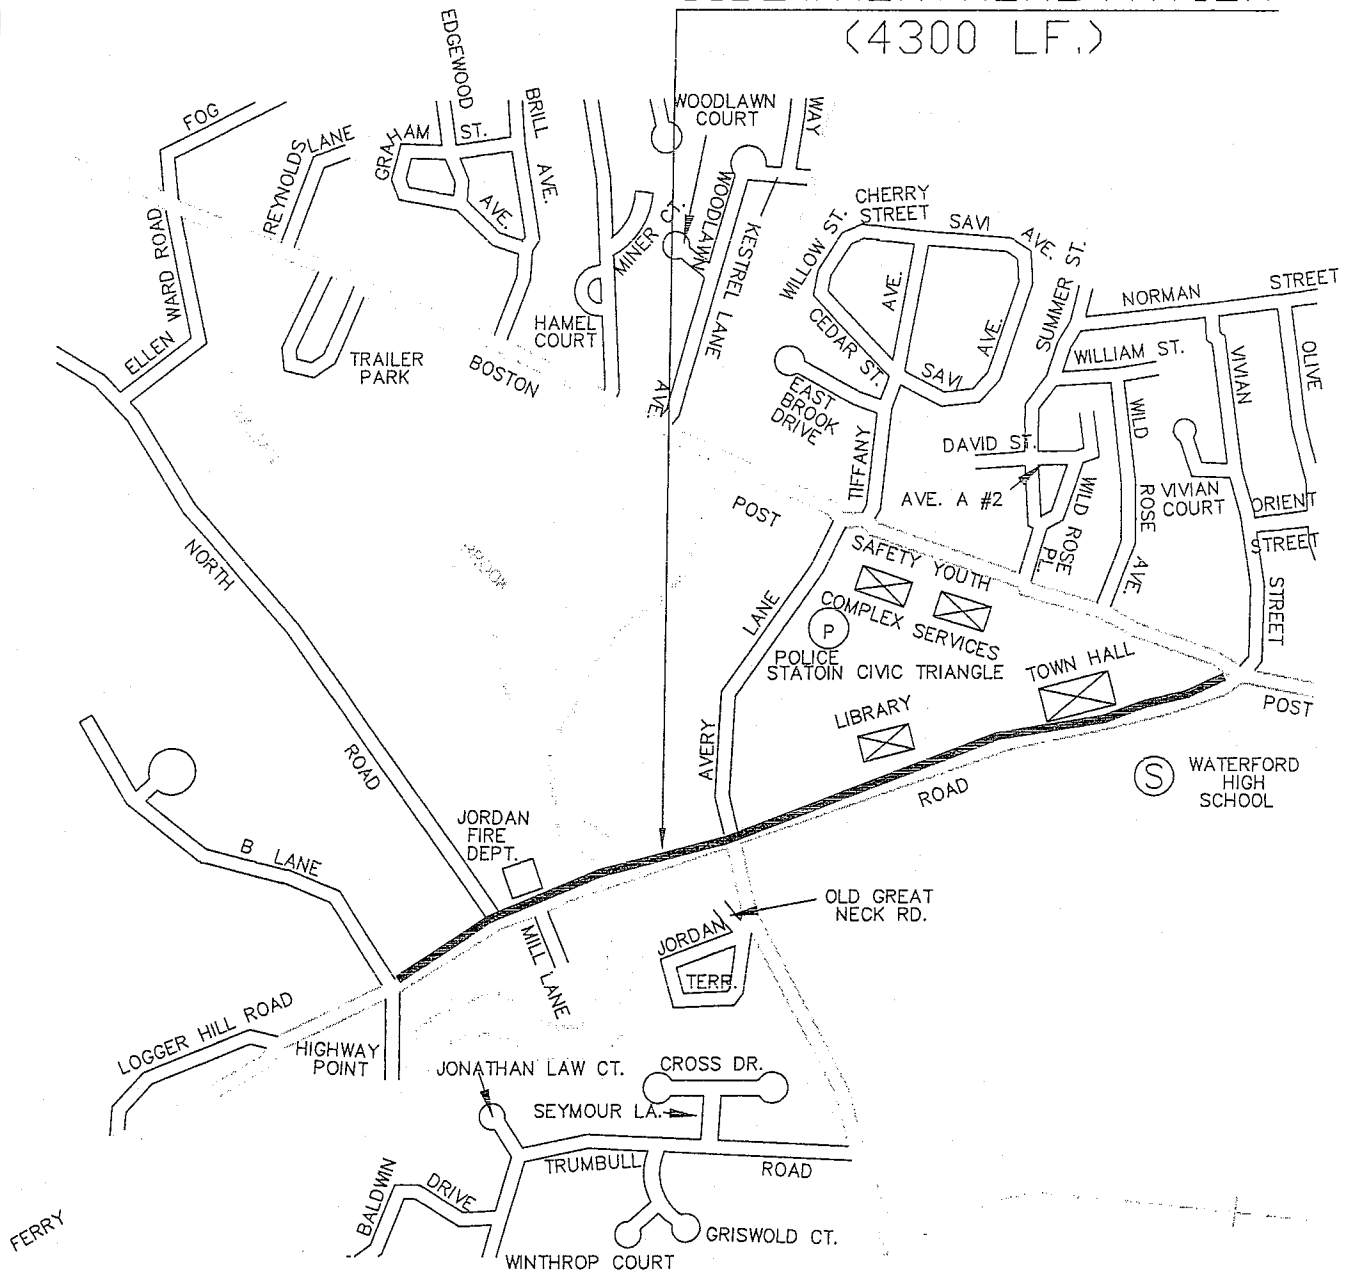 (4300 LF.)
EDGEWOOD
FOG
REYNOLDS LANE
GRAHAM ST.
BRILL AVE.
AVE.
WOODLAWN
COURT
WAY
ELLEN WARD ROAD
MINER CT.
WOODLAWN
AVE.
KESTREL LANE
CHERRY
STREET
WILLOW ST.
SAVI AVE.
AVE.
SUMMER ST.
NORMAN STREET
HAMEL
COURT
TRAILER
PARK
BOSTON
CEDAR ST.
SAVI AVE.
WILLIAM ST.
VIVIAN
OLIVE
EAST
BROOK
DRIVE
WILD
ROSE
AVE.
DAVID ST.
TIFFANY
AVE. A #2
WILD ROSE
PL.
VIVIAN
COURT
ORIENT
STREET
STREET
POST
NORTH
ROAD
SAFETY
COMPLEX
YOUTH
SERVICES
LANE
P
POLICE
STATOIN
CIVIC TRIANGLE
TOWN HALL
POST
LIBRARY
AVERY
ROAD
S
WATERFORD
HIGH
SCHOOL
JORDAN
FIRE
DEPT.
B LANE
OLD GREAT
NECK RD.
MILL LANE
JORDAN
TERR.
LOGGER HILL ROAD
HIGHWAY
POINT
JONATHAN LAW CT.
CROSS DR.
SEYMOUR LA.
TRUMBULL
ROAD
BALDWIN
DRIVE
GRISWOLD CT.
WINTHROP COURT
FERRY